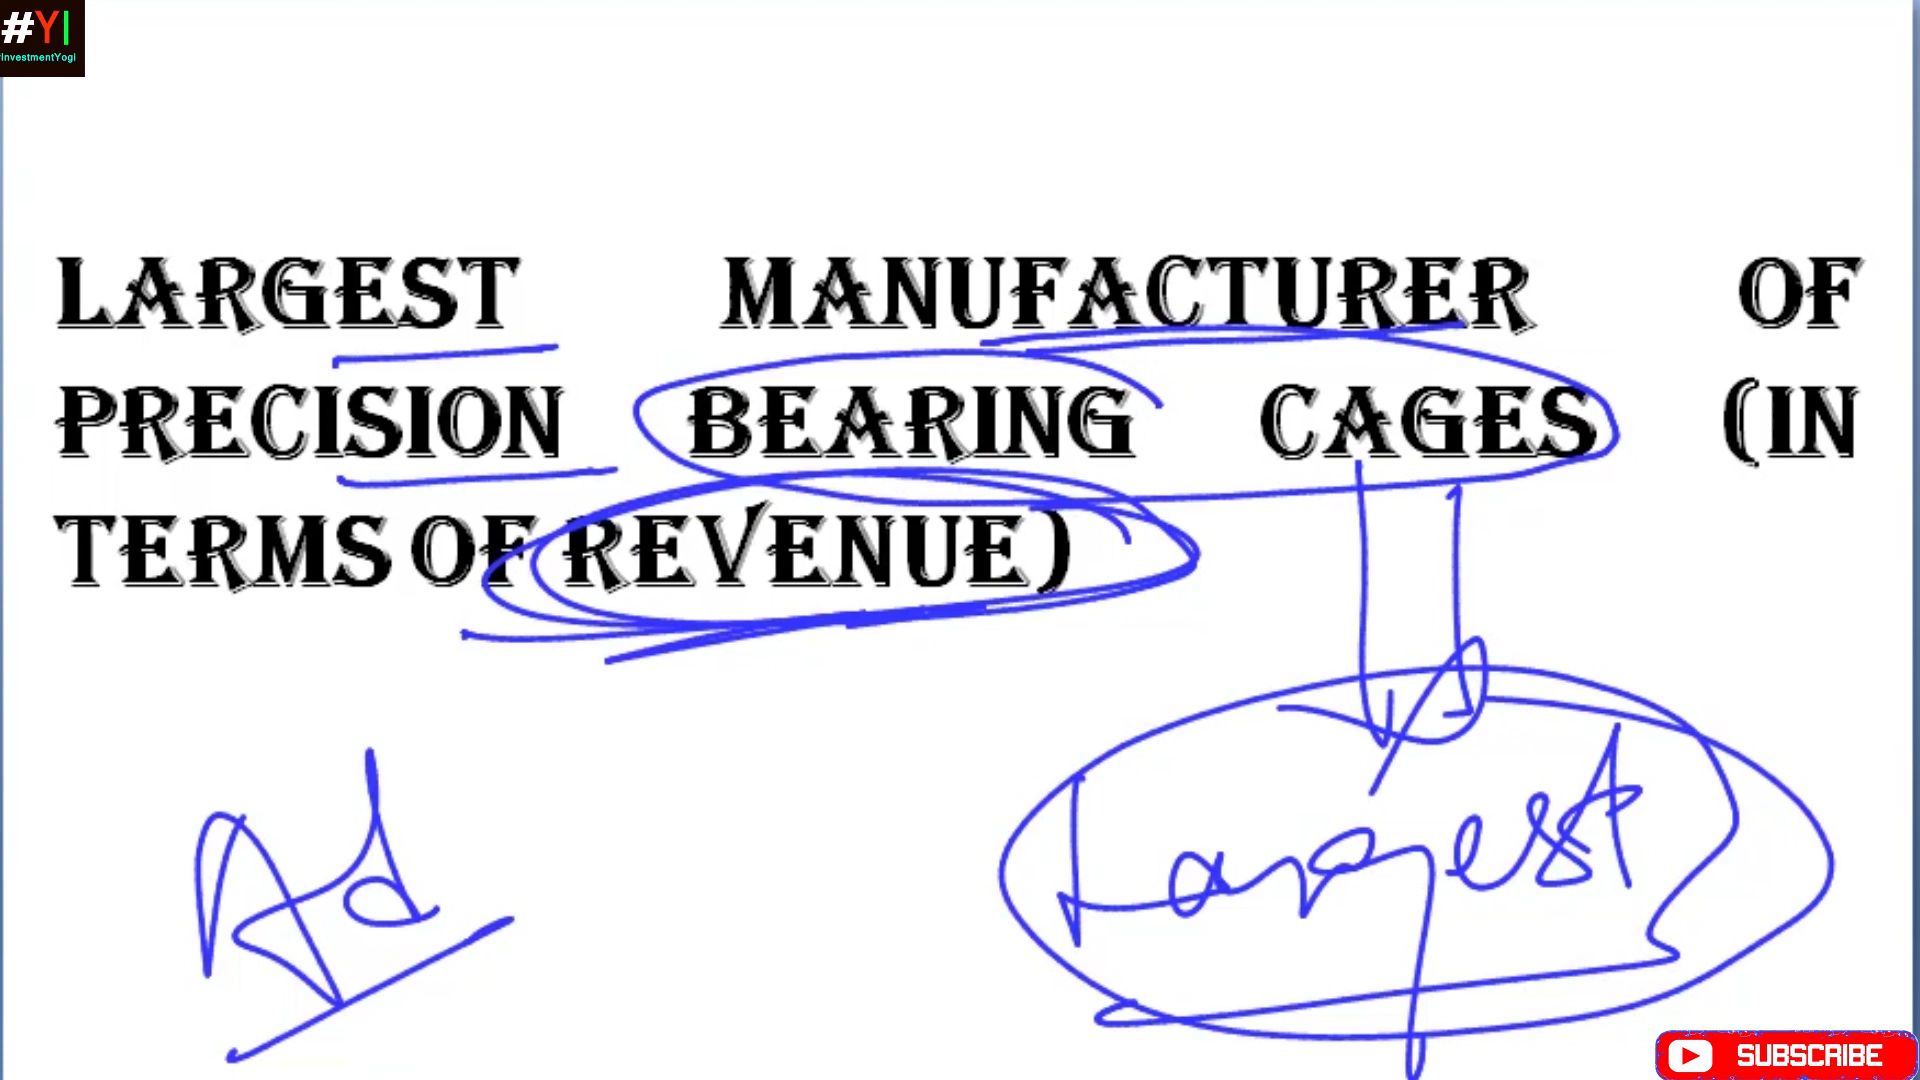 #YI
InvestmentYogi
LARGEST MANUFACTURER OF
PRECISION BEARING CAGES (IN
TERMS OF REVENUE)
Ad
Largest
SUBSCRIBE